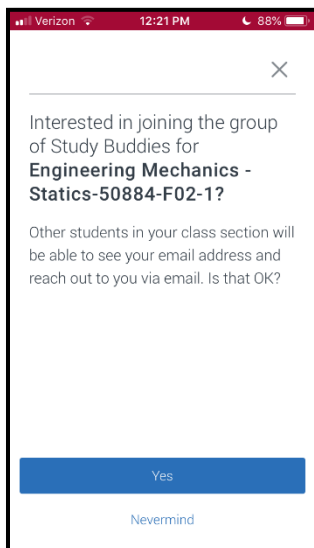 Verizon 12:21 PM 88%
Interested in joining the group
of Study Buddies for
Engineering Mechanics -
Statics-50884-F02-1?
Other students in your class section will
be able to see your email address and
reach out to you via email. Is that OK?
Yes
Nevermind